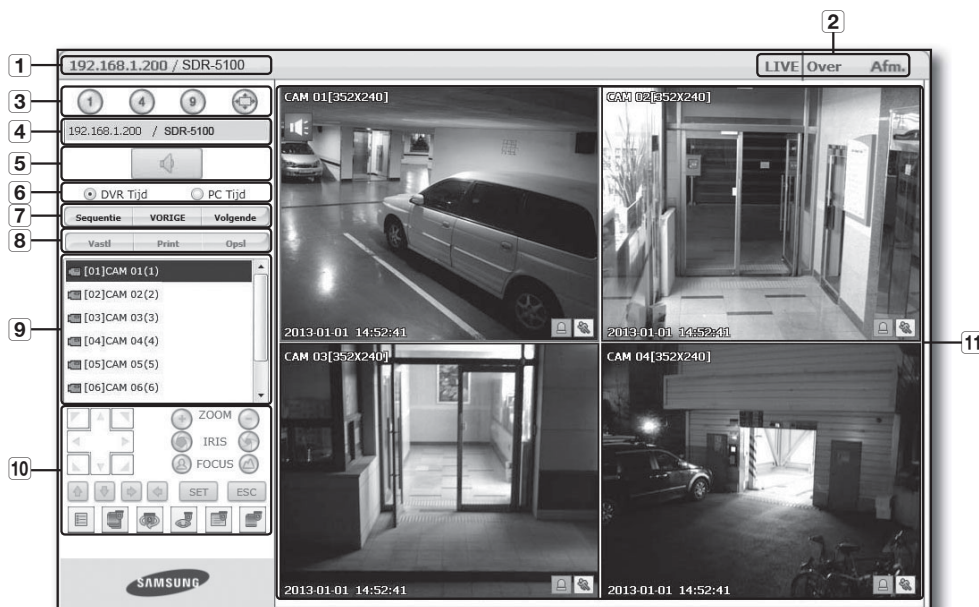 2
1
192.168.1.200 / SDR-5100
LIVE Over Afm.
3
1 4 9
4
192.168.1.200 / SDR-5100
5
6
DVR Tijd PC Tijd
7
Sequentie VORIGE Volgende
8
Vastl Print Opsl
9
[01]CAM 01(1)
[02]CAM 02(2)
[03]CAM 03(3)
[04]CAM 04(4)
[05]CAM 05(5)
[06]CAM 06(6)
10
ZOOM
IRIS
FOCUS
SET ESC
SAMSUNG
CAM 01[352X240]
2013-01-01 14:52:41
CAM 02[352X240]
2013-01-01 14:52:41
11
CAM 03[352X240]
2013-01-01 14:52:41
CAM 04[352X240]
2013-01-01 14:52:41